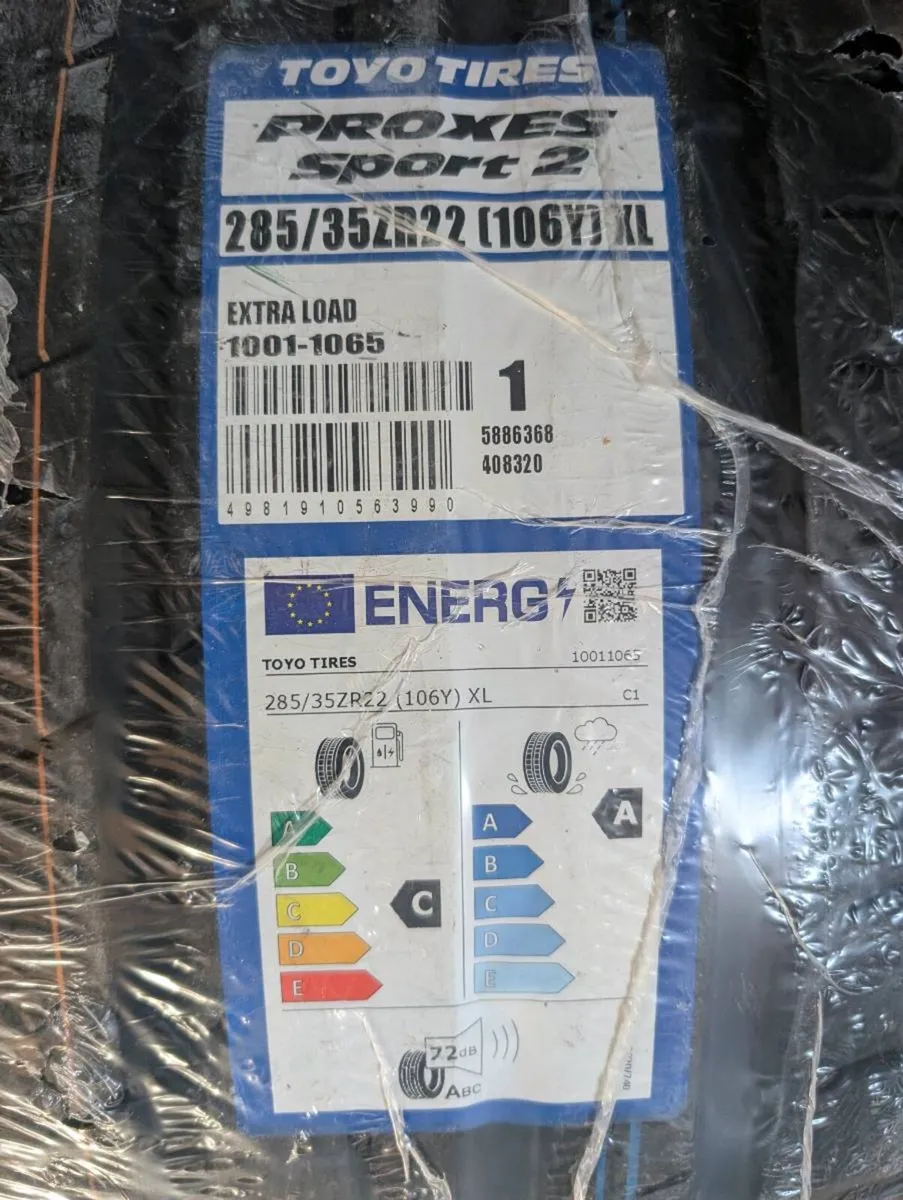 TOYO TIRES
PROXES
Sport 2
285/35ZR22 (106Y) XL
EXTRA LOAD
1001-1065
1
5886368
408320
4981910563990
ENERG
TOYO TIRES 10011065
285/35ZR22 (106Y) XL C1
A
B
C
D
E
C
A
B
C
D
E
A
72dB
ABC